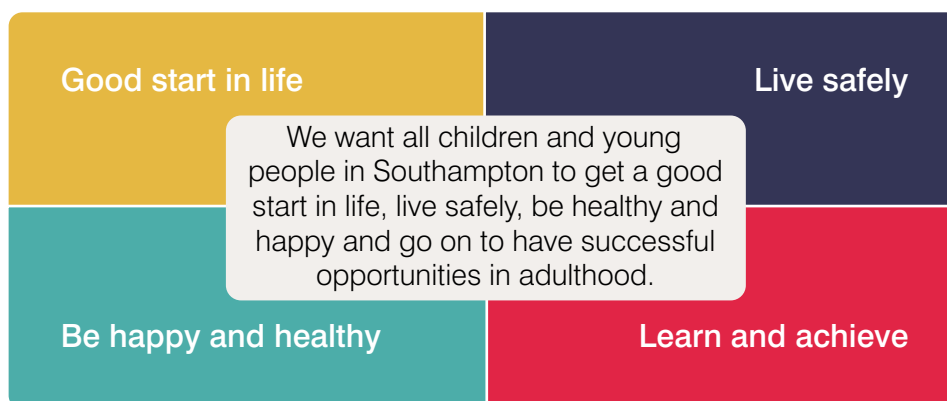 Good start in life
Live safely
We want all children and young
people in Southampton to get a good
start in life, live safely, be healthy and
happy and go on to have successful
opportunities in adulthood.
Be happy and healthy
Learn and achieve